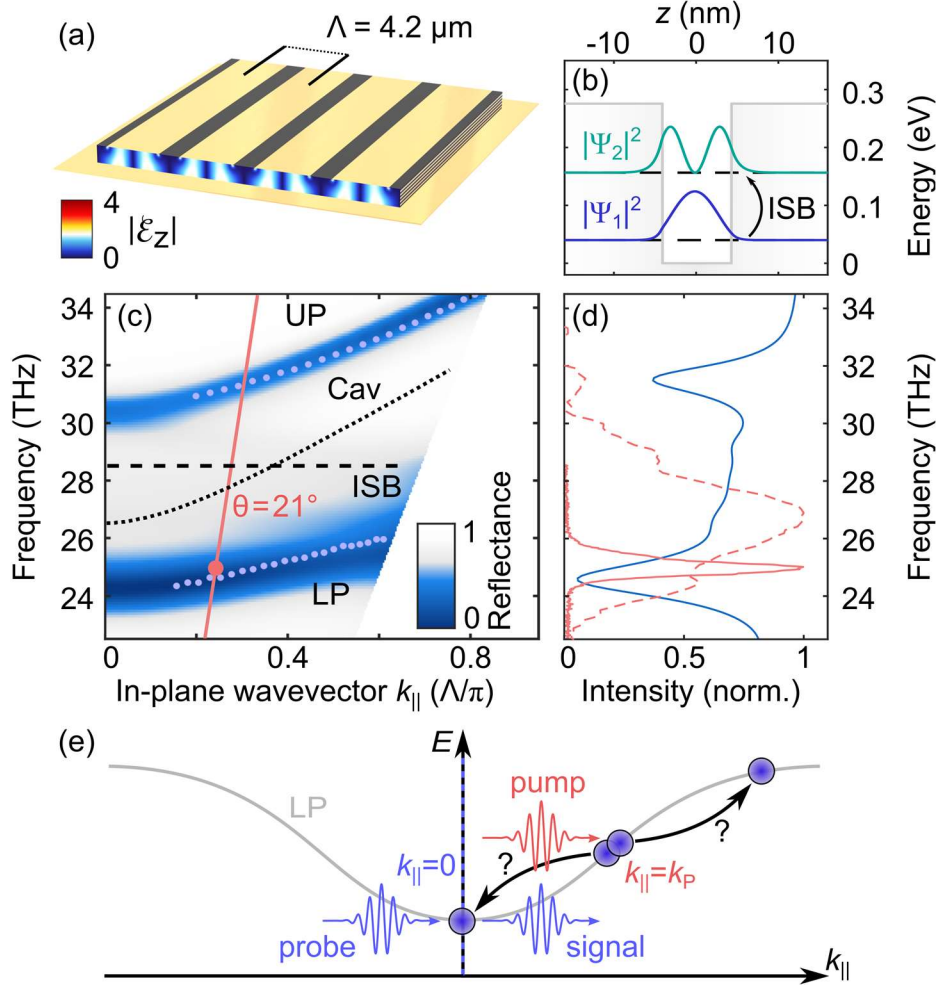 (a)
Λ = 4.2 µm
4
0
|ℰz|
z (nm)
-10 0 10
(b)
|Ψ2|²
|Ψ1|²
ISB
0.3
0.2
0.1
0
Energy (eV)
(c)
UP
Cav
ISB
θ=21°
LP
1
0
Reflectance
34
32
30
28
26
24
Frequency (THz)
0 0.4 0.8
In-plane wavevector k|| (Λ/π)
(d)
34
32
30
28
26
24
Frequency (THz)
0 0.5 1
Intensity (norm.)
(e)
E
LP
pump
?
?
k||=0
k||=kP
probe
signal
k||